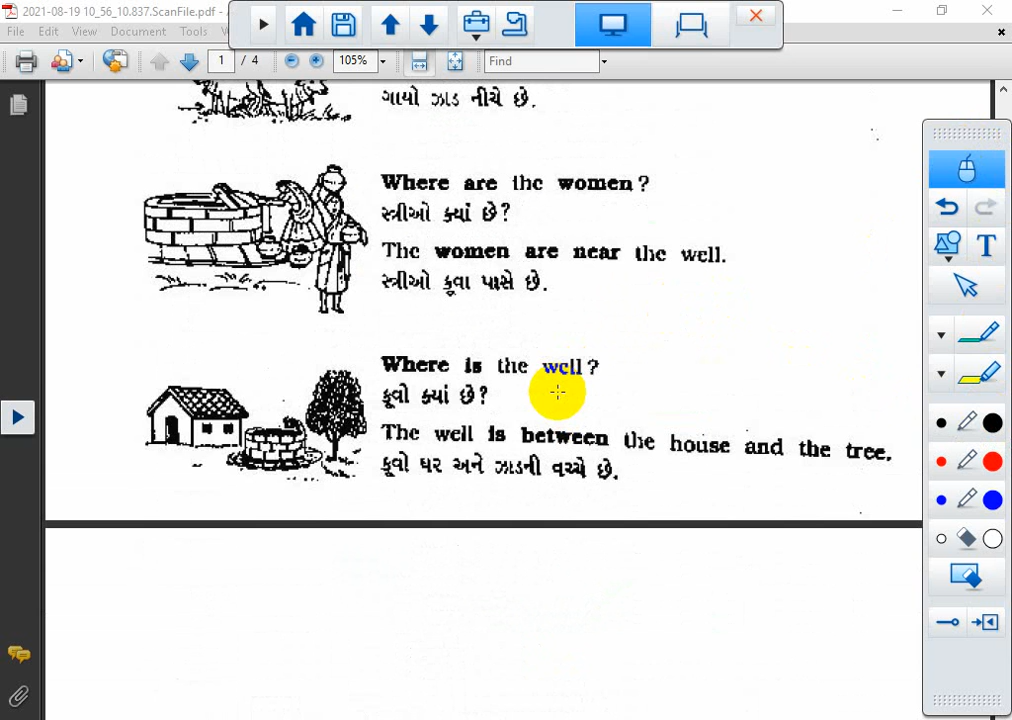 2021-08-19 10_56_10.837.ScanFile.pdf - A
File Edit View Document Tools
1 / 4 105% Find
ગાયો ઝાડ નીચે છે.
Where are the women?
સ્ત્રીઓ ક્યાં છે?
The women are near the well.
સ્ત્રીઓ કૂવા પાસે છે.
Where is the well?
કૂવો ક્યાં છે?
The well is between the house and the tree.
કૂવો ઘર અને ઝાડની વચ્ચે છે.
T